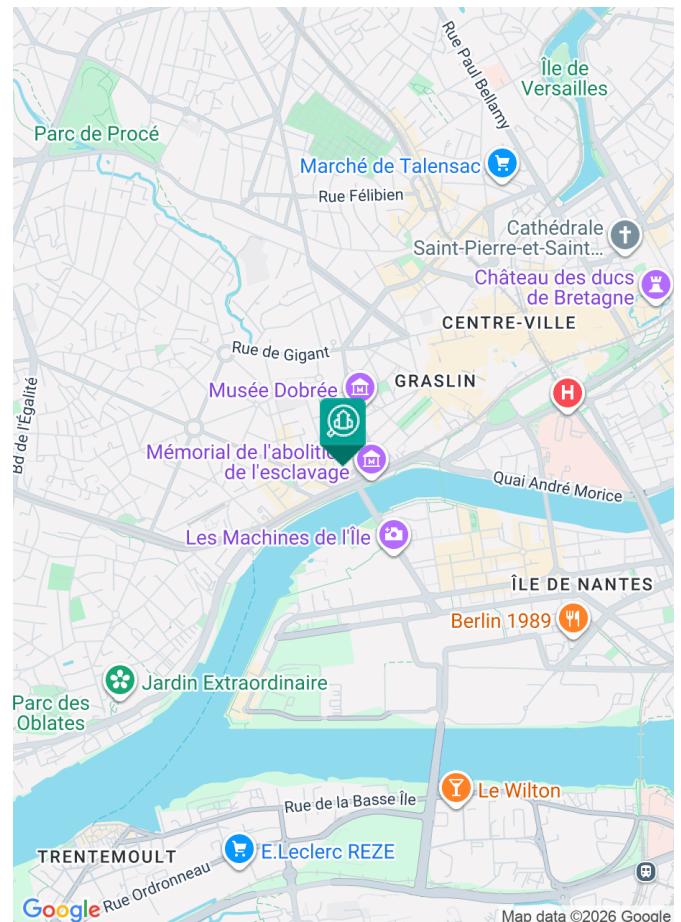 Rue Paul Bellamy
Île de
Versailles
Parc de Procé
Marché de Talensac
Rue Félibien
Cathédrale
Saint-Pierre-et-Saint...
Château des ducs
de Bretagne
CENTRE-VILLE
Rue de Gigant
GRASLIN
Musée Dobrée
Bd de l'Égalité
H
Mémorial de l'abolition
de l'esclavage
Quai André Morice
Les Machines de l'Île
ÎLE DE NANTES
Berlin 1989
Jardin Extraordinaire
Parc des
Oblates
Le Wilton
Rue de la Basse Île
TRENTEMOULT
E.Leclerc REZE
Rue Ordronneau
Google
Map data ©2026 Google